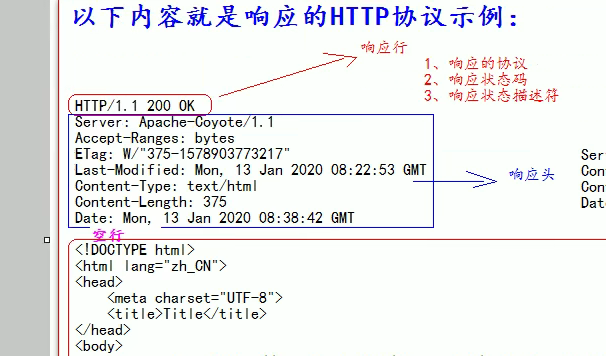 以下内容就是响应的HTTP协议示例：
响应行
1、响应的协议
2、响应状态码
3、响应状态描述符
HTTP/1.1 200 OK
Server: Apache-Coyote/1.1
Accept-Ranges: bytes
ETag: W/"375-1578903773217"
Last-Modified: Mon, 13 Jan 2020 08:22:53 GMT
Content-Type: text/html
Content-Length: 375
Date: Mon, 13 Jan 2020 08:38:42 GMT
响应头
Ser
Con
Con
Dat
空行
<!DOCTYPE html>
<html lang="zh_CN">
<head>
<meta charset="UTF-8">
<title>Title</title>
</head>
<body>